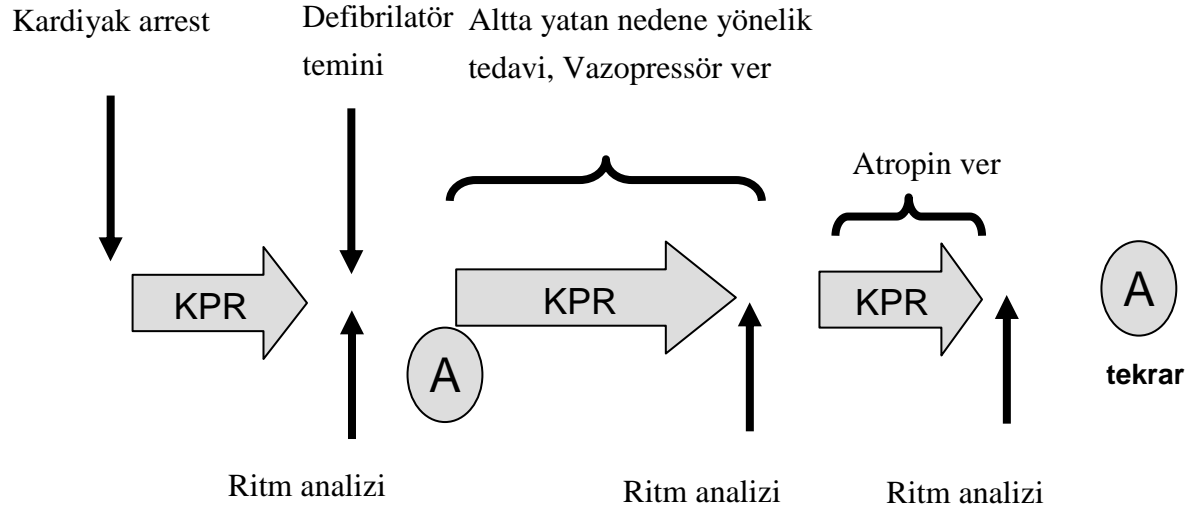 Kardiyak arrest
Defibrilatör
temini
Altta yatan nedene yönelik
tedavi, Vazopressör ver
Atropin ver
KPR
A
KPR
KPR
A
tekrar
Ritm analizi
Ritm analizi
Ritm analizi